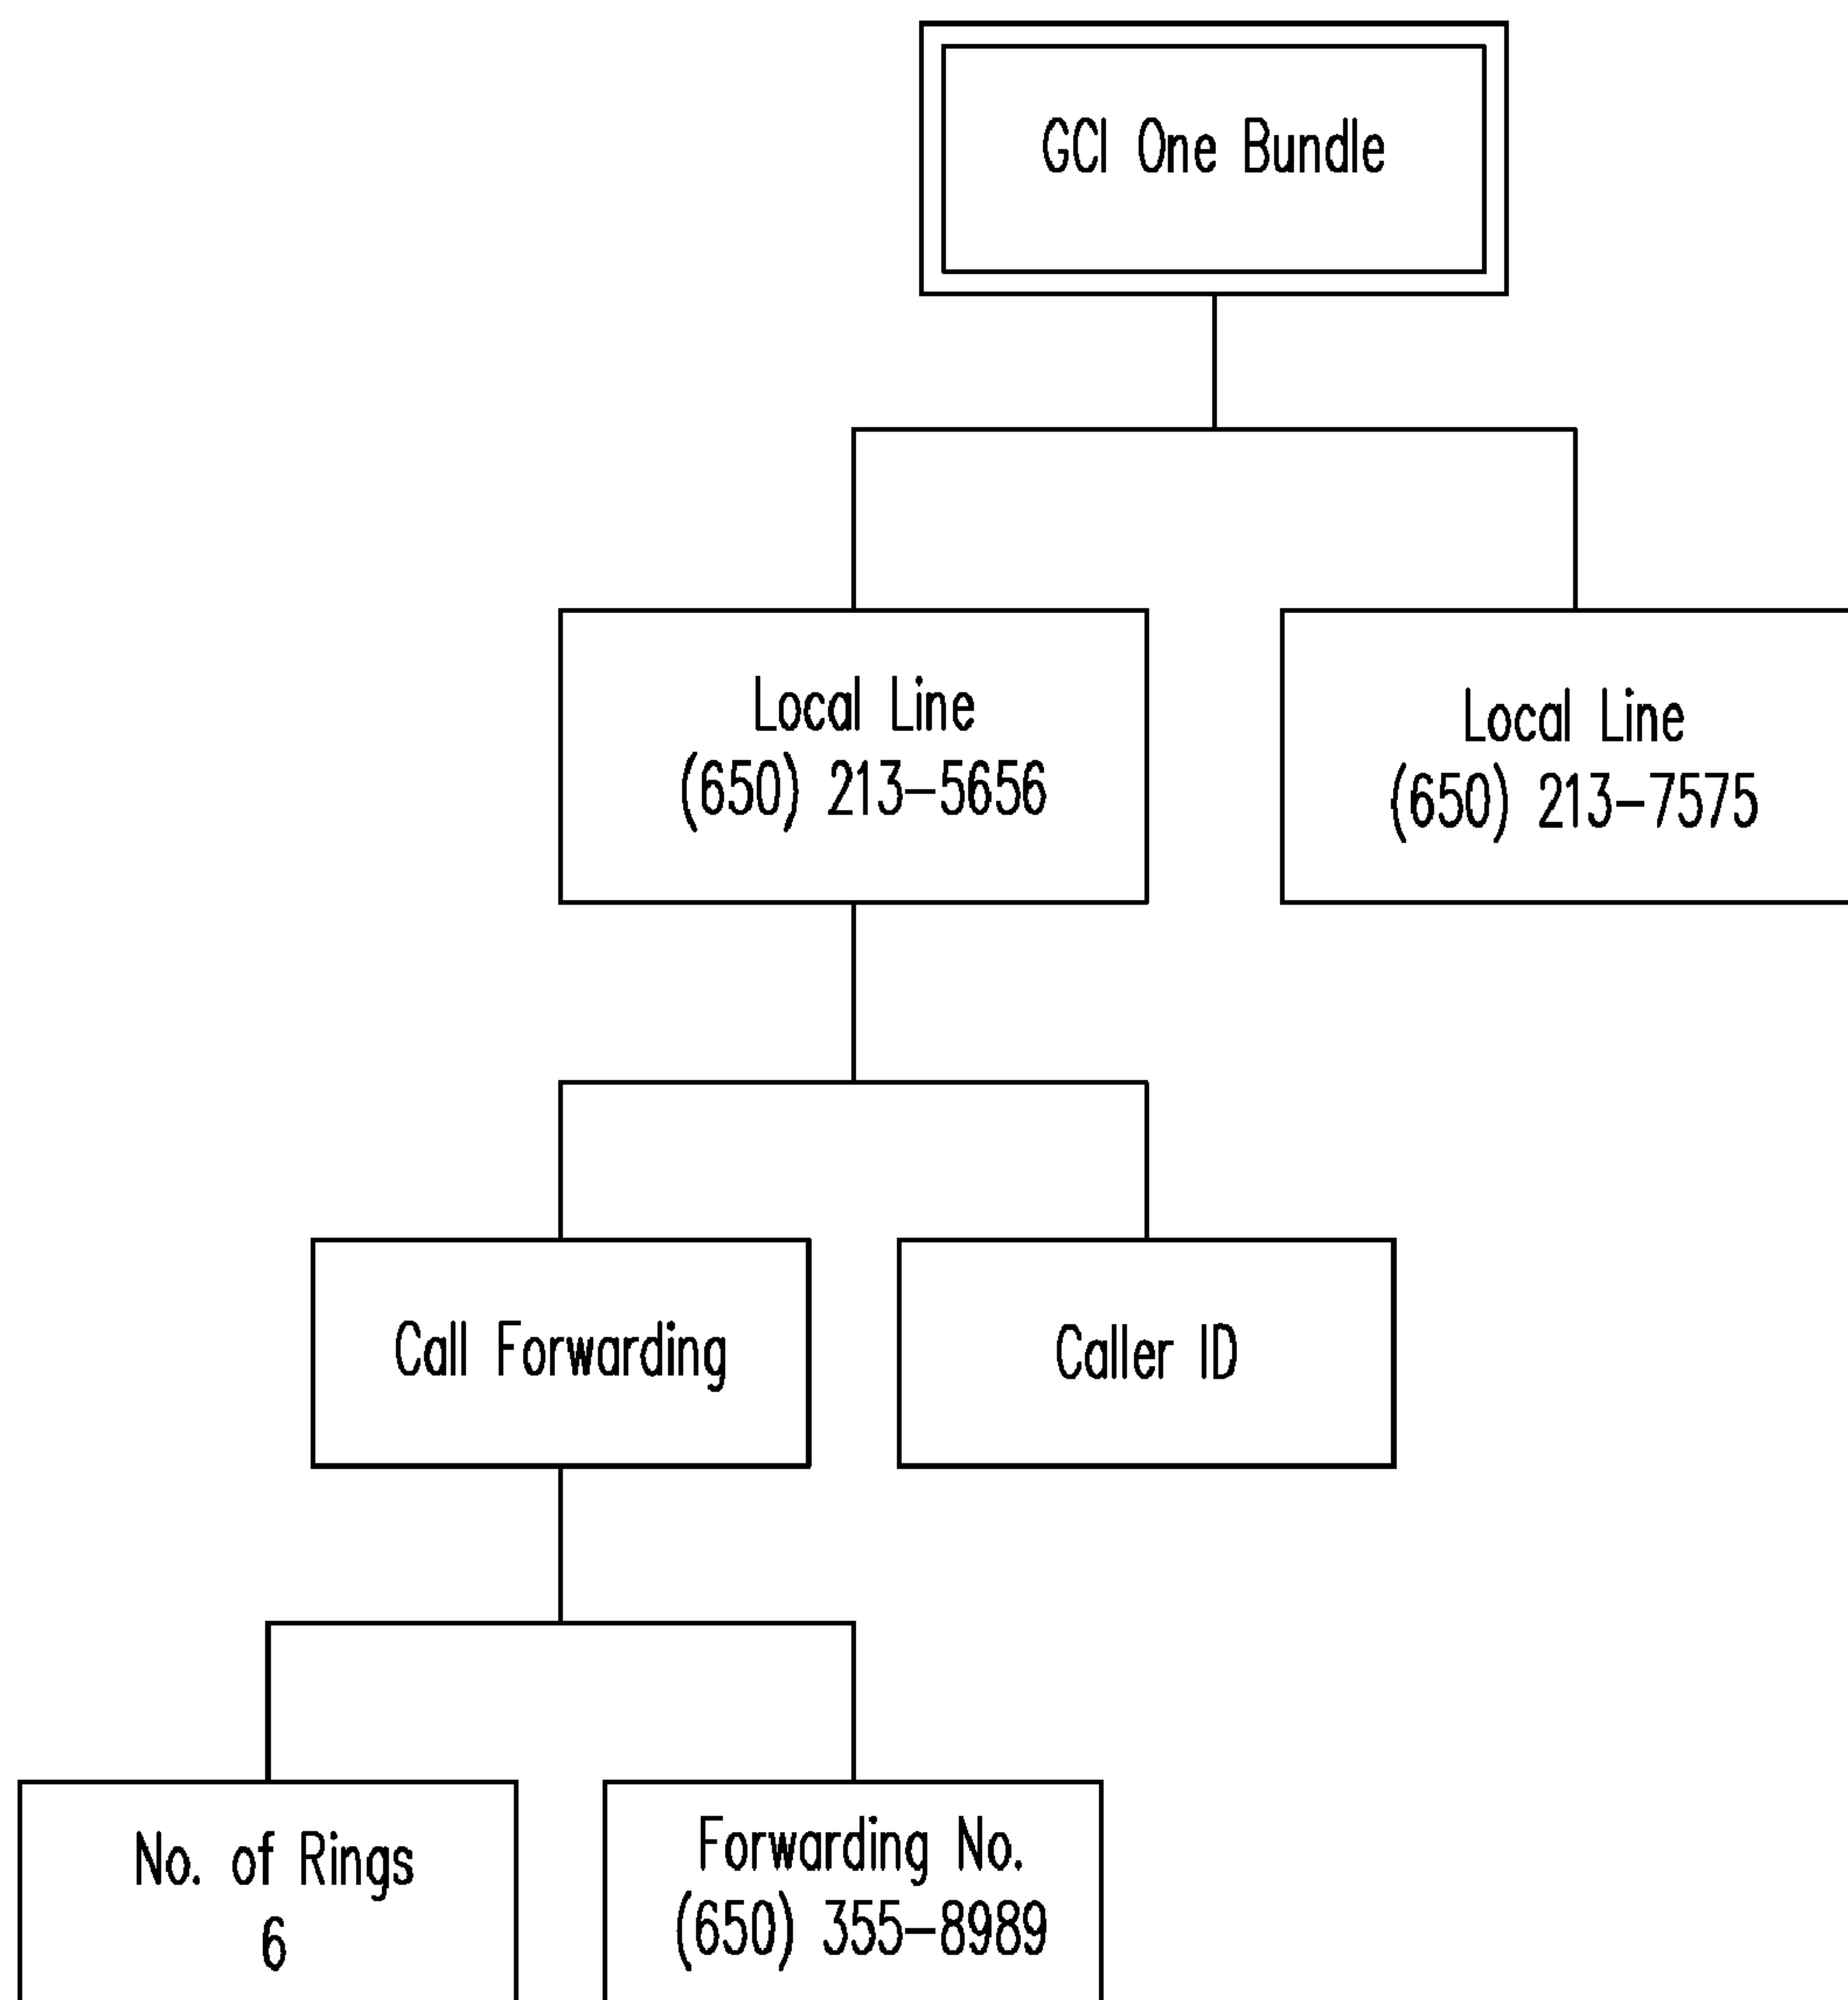 GCI One Bundle
Local Line
(650) 213-5656
Local Line
(650) 213-7575
Call Forwarding
Caller ID
No. of Rings
6
Forwarding No.
(650) 355-8989